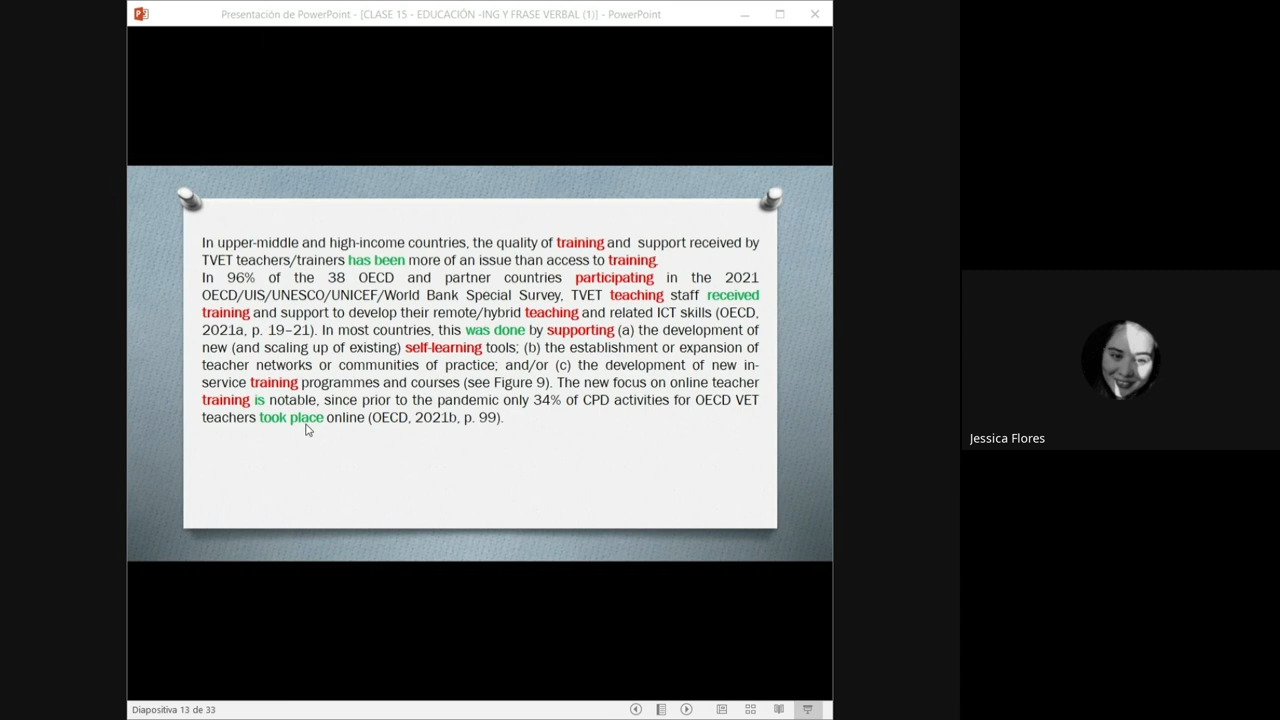 Presentación de PowerPoint - [CLASE 15 - EDUCACIÓN -ING Y FRASE VERBAL (1)] - PowerPoint
In upper-middle and high-income countries, the quality of training and support received by
TVET teachers/trainers has been more of an issue than access to training.
In 96% of the 38 OECD and partner countries participating in the 2021
OECD/UIS/UNESCO/UNICEF/World Bank Special Survey, TVET teaching staff received
training and support to develop their remote/hybrid teaching and related ICT skills (OECD,
2021a, p. 19–21). In most countries, this was done by supporting (a) the development of
new (and scaling up of existing) self-learning tools; (b) the establishment or expansion of
teacher networks or communities of practice; and/or (c) the development of new in-
service training programmes and courses (see Figure 9). The new focus on online teacher
training is notable, since prior to the pandemic only 34% of CPD activities for OECD VET
teachers took place online (OECD, 2021b, p. 99).
Jessica Flores
Diapositiva 13 de 33